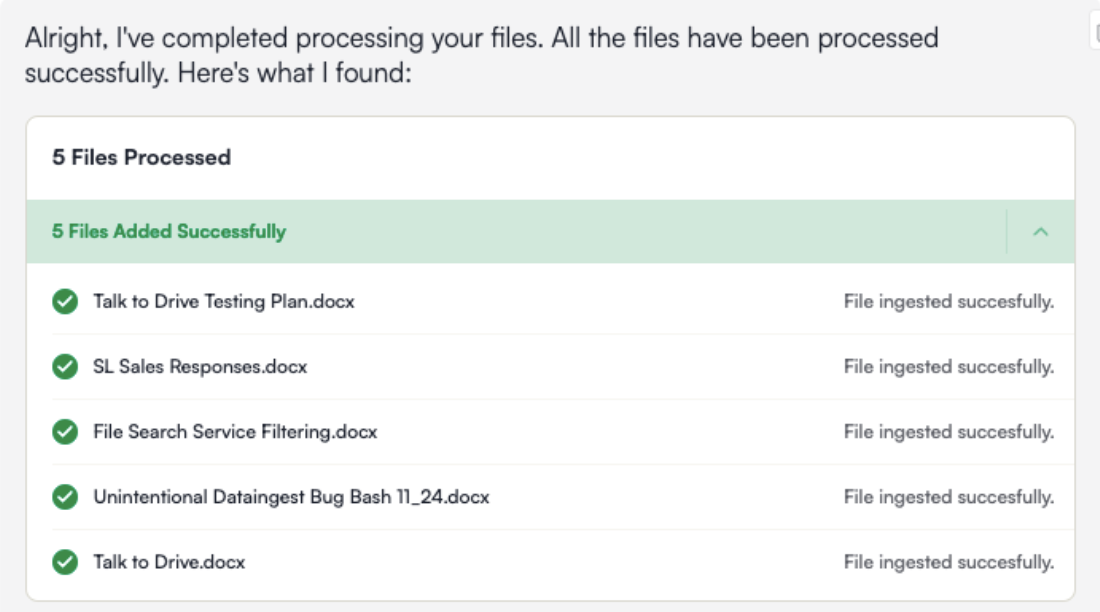 Alright, I've completed processing your files. All the files have been processed
successfully. Here's what I found:
5 Files Processed
5 Files Added Successfully
Talk to Drive Testing Plan.docx File ingested succesfully.
SL Sales Responses.docx File ingested succesfully.
File Search Service Filtering.docx File ingested succesfully.
Unintentional Dataingest Bug Bash 11_24.docx File ingested succesfully.
Talk to Drive.docx File ingested succesfully.